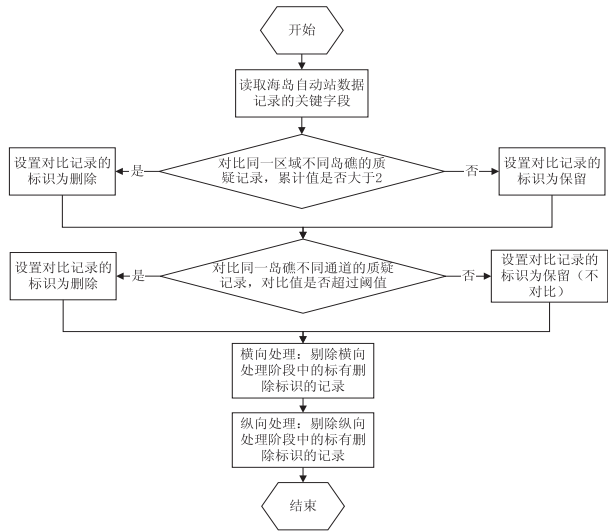 开始
读取海岛自动站数据
记录的关键字段
对比同一区域不同岛礁的质
疑记录，累计值是否大于2
是
否
设置对比记录的
标识为删除
设置对比记录的
标识为保留
对比同一岛礁不同通道的质疑
记录，对比值是否超过阈值
是
否
设置对比记录的
标识为删除
设置对比记录的
标识为保留（不
对比）
横向处理：剔除横向
处理阶段中的标有删
除标识的记录
纵向处理：剔除纵向
处理阶段中的标有删
除标识的记录
结束